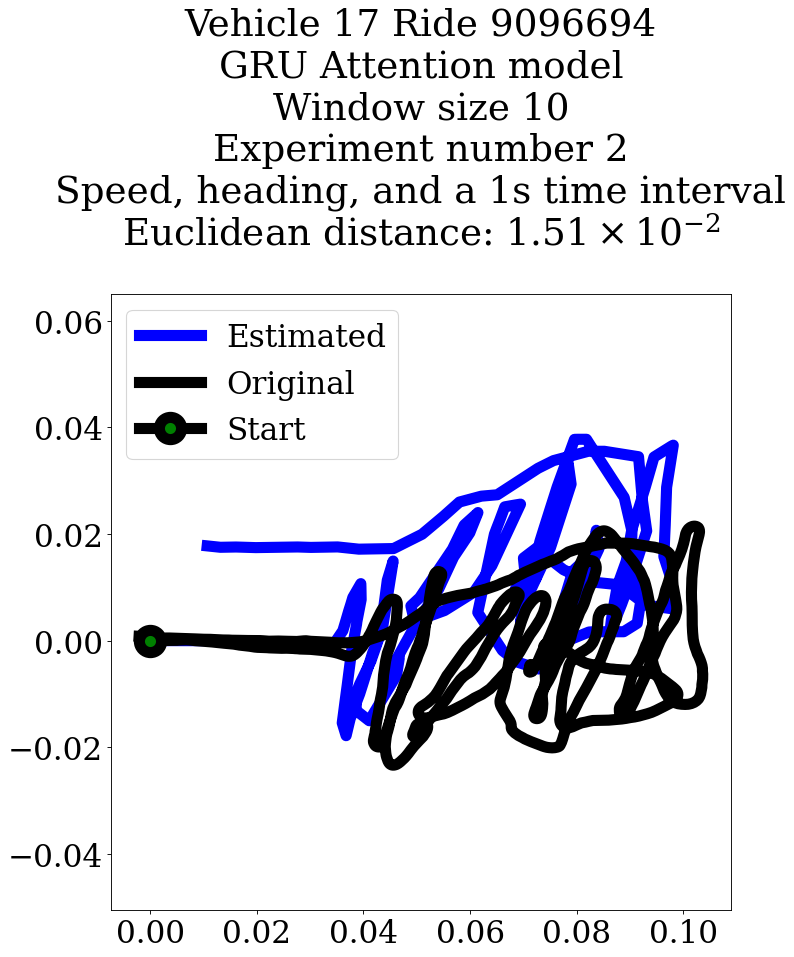 Vehicle 17 Ride 9096694
GRU Attention model
Window size 10
Experiment number 2
Speed, heading, and a 1s time interval
Euclidean distance: 1.51 × 10⁻²
Estimated
Original
Start
0.06
0.04
0.02
0.00
−0.02
−0.04
0.00 0.02 0.04 0.06 0.08 0.10